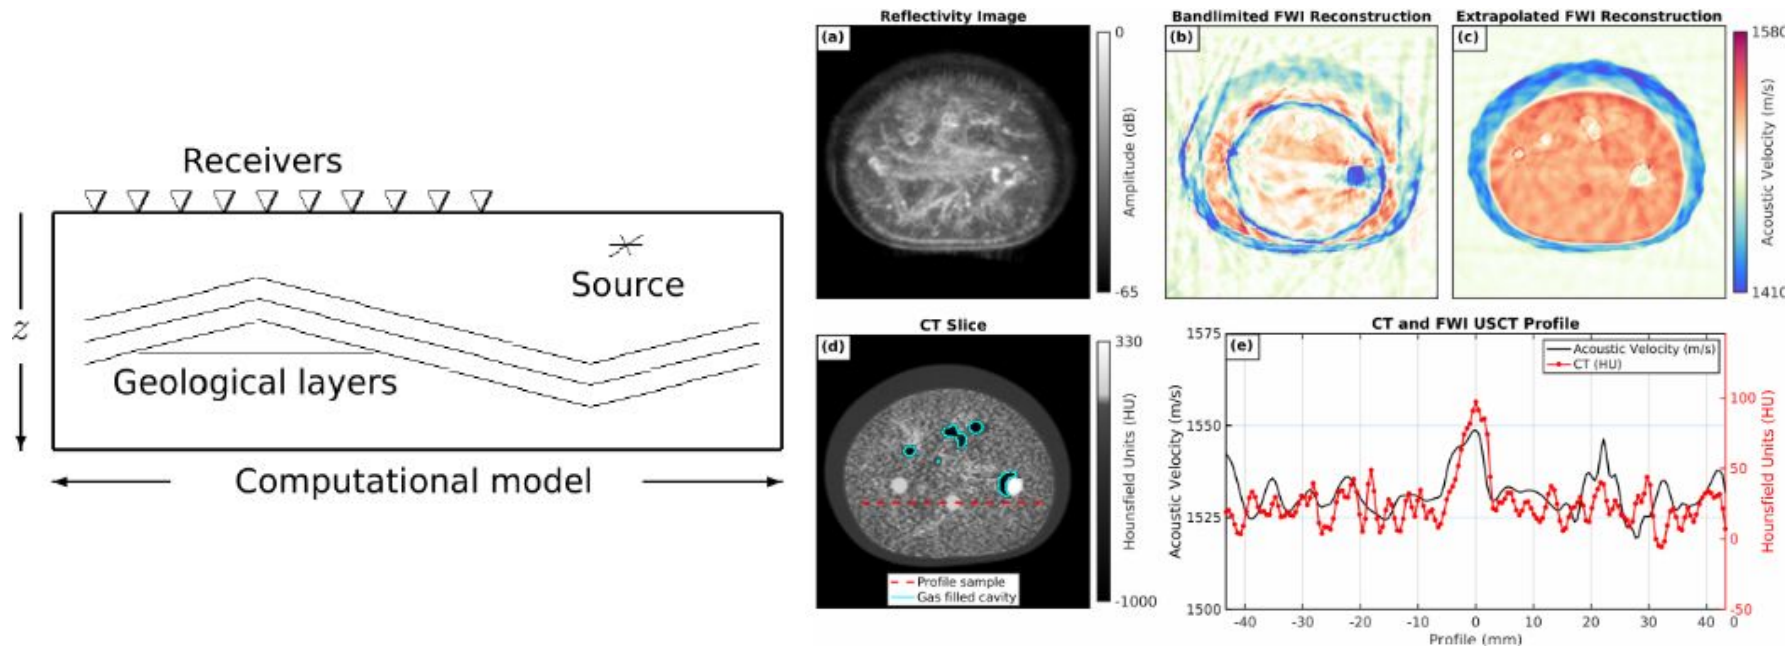 Receivers
Source
z
Geological layers
Computational model
Reflectivity Image
(a)
0
Amplitude (dB)
-65
Bandlimited FWI Reconstruction
(b)
Extrapolated FWI Reconstruction
(c)
1580
Acoustic Velocity (m/s)
1410
CT Slice
(d)
330
Hounsfield Units (HU)
-1000
Profile sample
Gas filled cavity
CT and FWI USCT Profile
(e)
Acoustic Velocity (m/s)
CT (HU)
1575
1550
1525
1500
Acoustic Velocity (m/s)
100
50
0
-50
Hounsfield Units (HU)
-40 -30 -20 -10 0 10 20 30 40 0
Profile (mm)